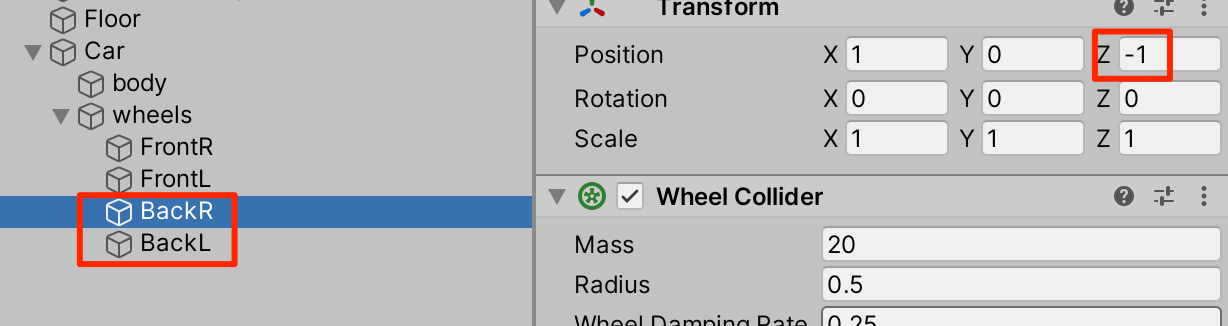 Floor
Car
body
wheels
FrontR
FrontL
BackR
BackL
Transform
Position X 1 Y 0 Z -1
Rotation X 0 Y 0 Z 0
Scale X 1 Y 1 Z 1
Wheel Collider
Mass 20
Radius 0.5
Wheel Damping Rate 0.25